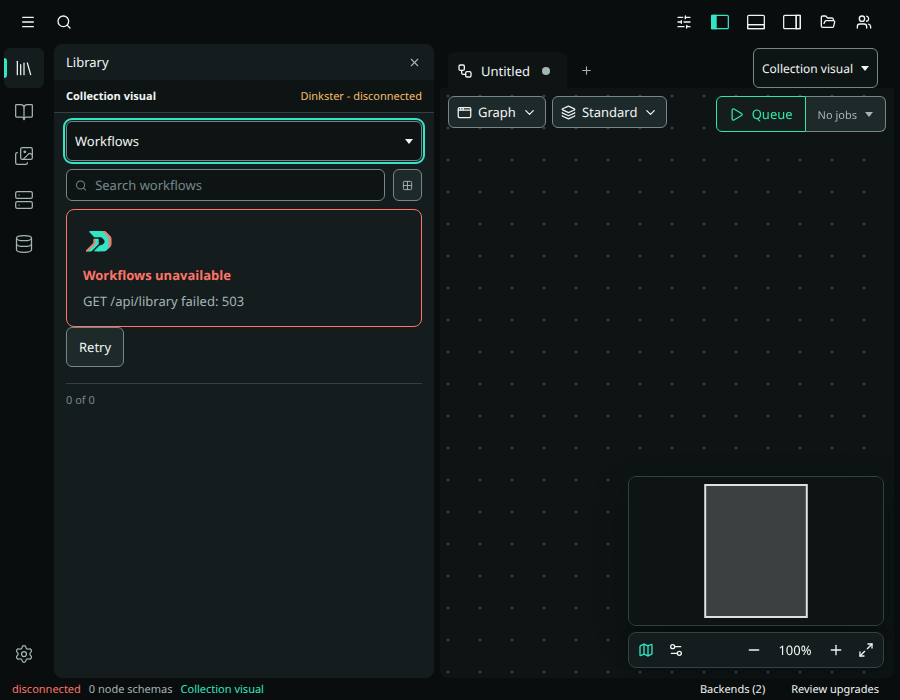 Library
Collection visual
Dinkster - disconnected
Workflows
Search workflows
Workflows unavailable
GET /api/library failed: 503
Retry
0 of 0
Untitled
Collection visual
Graph
Standard
Queue
No jobs
100%
disconnected
0 node schemas
Collection visual
Backends (2)
Review upgrades